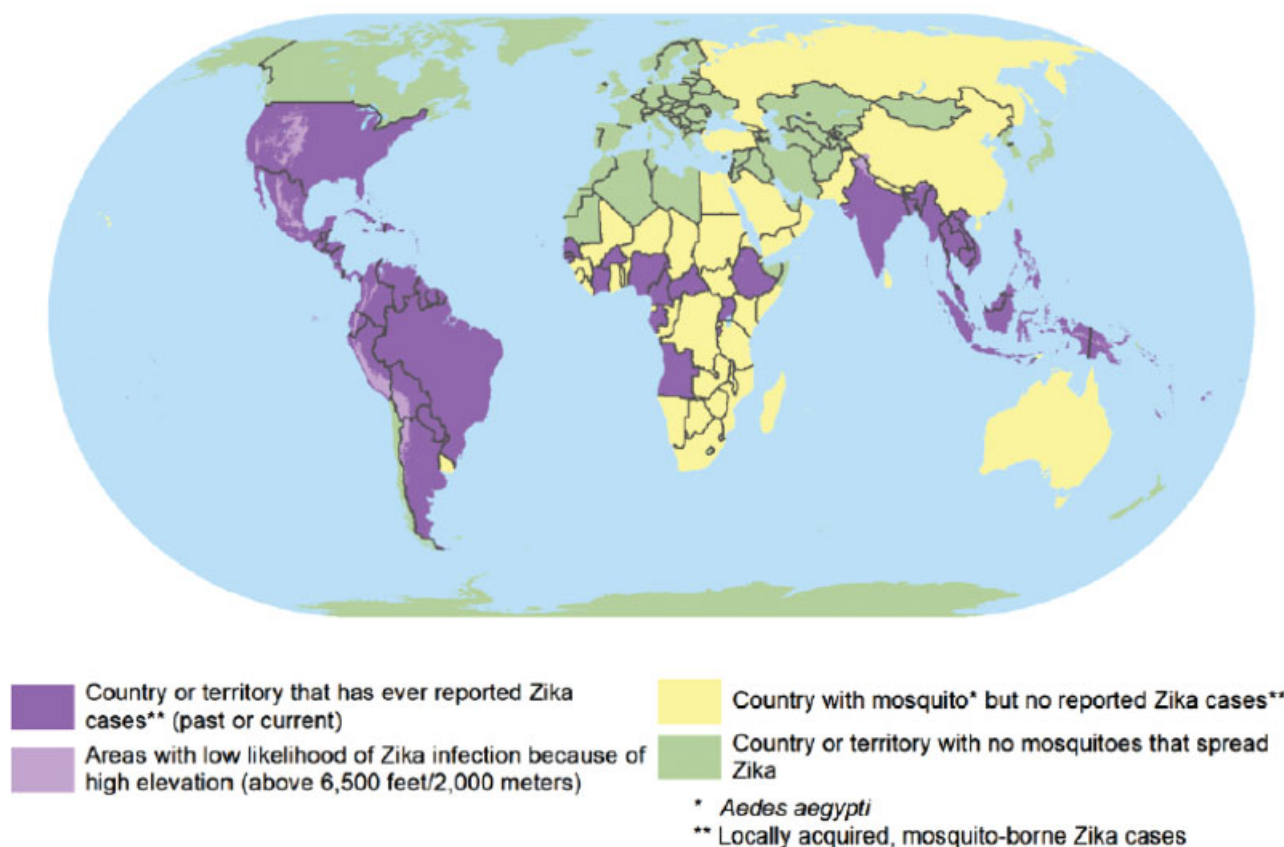 Country or territory that has ever reported Zika
cases** (past or current)
Areas with low likelihood of Zika infection because of
high elevation (above 6,500 feet/2,000 meters)
Country with mosquito* but no reported Zika cases**
Country or territory with no mosquitoes that spread
Zika
* Aedes aegypti
** Locally acquired, mosquito-borne Zika cases